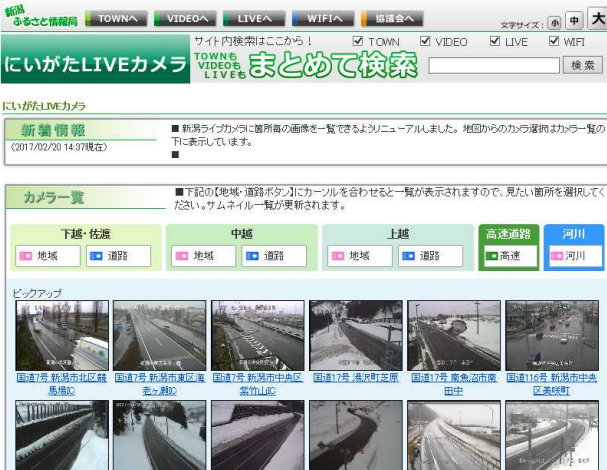 新潟
ふるさと情報局 TOWNへ VIDEOへ LIVEへ WIFIへ 協議会へ 文字サイズ: 小 中 大
サイト内検索はここから! TOWN VIDEO LIVE WIFI
にいがたLIVEカメラ TOWNも VIDEOも LIVEも まとめて検索 検索
にいがたLIVEカメラ
新着情報
(2017/02/20 14:37現在)
■新潟ライブカメラに箇所毎の画像を一覧できるようリニューアルしました。地図からのカメラ選択はカメラ一覧の
下に表示しています。
■
カメラ一覧
■下記の【地域・道路ボタン】にカーソルを合わせると一覧が表示されますので、見たい箇所を選択してく
ださい。サムネイル一覧が更新されます。
下越・佐渡 中越 上越 高速道路 河川
地域 道路 地域 道路 地域 道路 高速 河川
ピックアップ
国道7号 新潟市北区競
馬場IC
国道7号 新潟市東区海
老ヶ瀬IC
国道7号 新潟市中央区
紫竹山IC
国道17号 湯沢町芝原
国道17号 南魚沼市南
田中
国道116号 新潟市中央
区美咲町